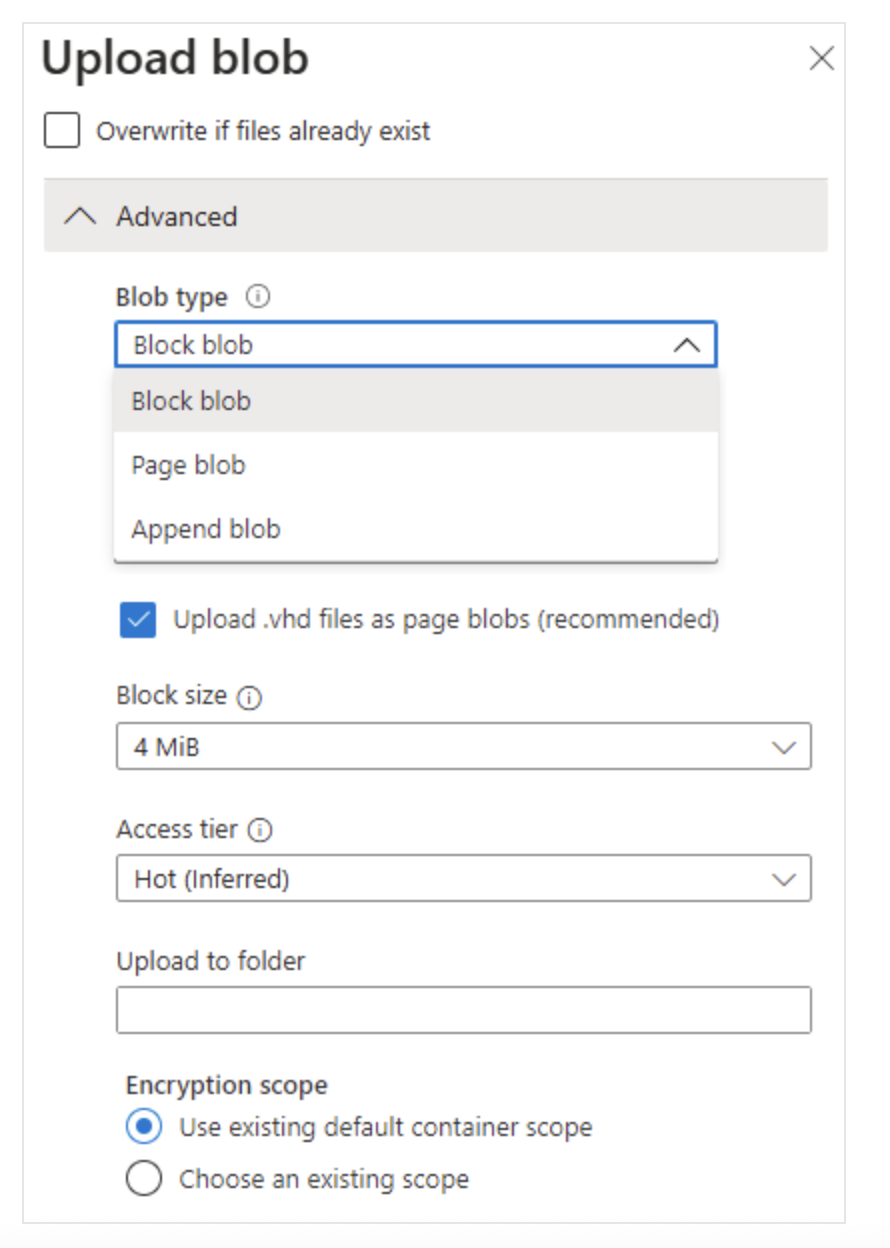 Upload blob
Overwrite if files already exist
Advanced
Blob type
Block blob
Block blob
Page blob
Append blob
Upload .vhd files as page blobs (recommended)
Block size
4 MiB
Access tier
Hot (Inferred)
Upload to folder
Encryption scope
Use existing default container scope
Choose an existing scope